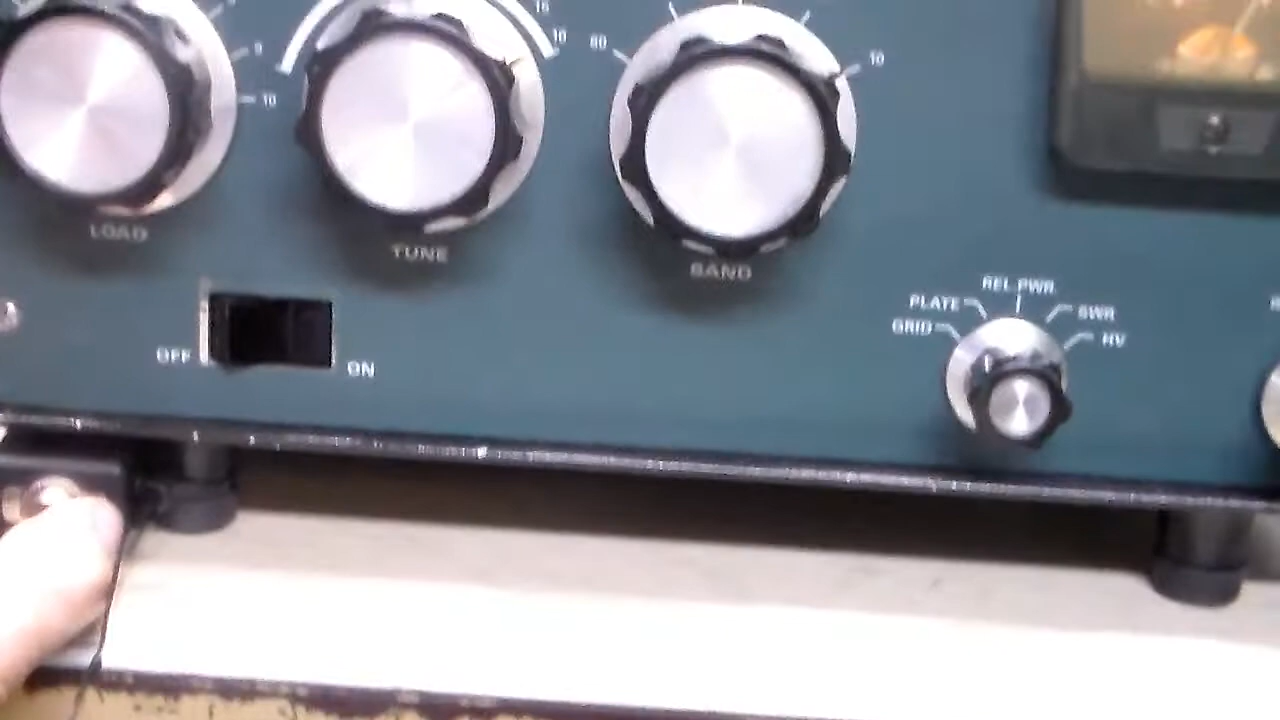 15
10
80
10
9
10
LOAD
TUNE
BAND
REL PWR
PLATE
SWR
GRID
HV
OFF
ON